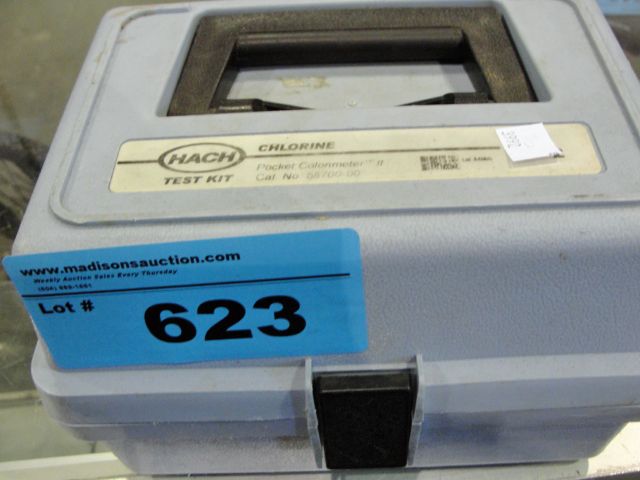 HACH
TEST KIT
CHLORINE
Pocket Colorimeter™ II
Cat. No. 58700-00
www.madisonsauction.com
Weekly Auction Sales Every Thursday
Lot # 623